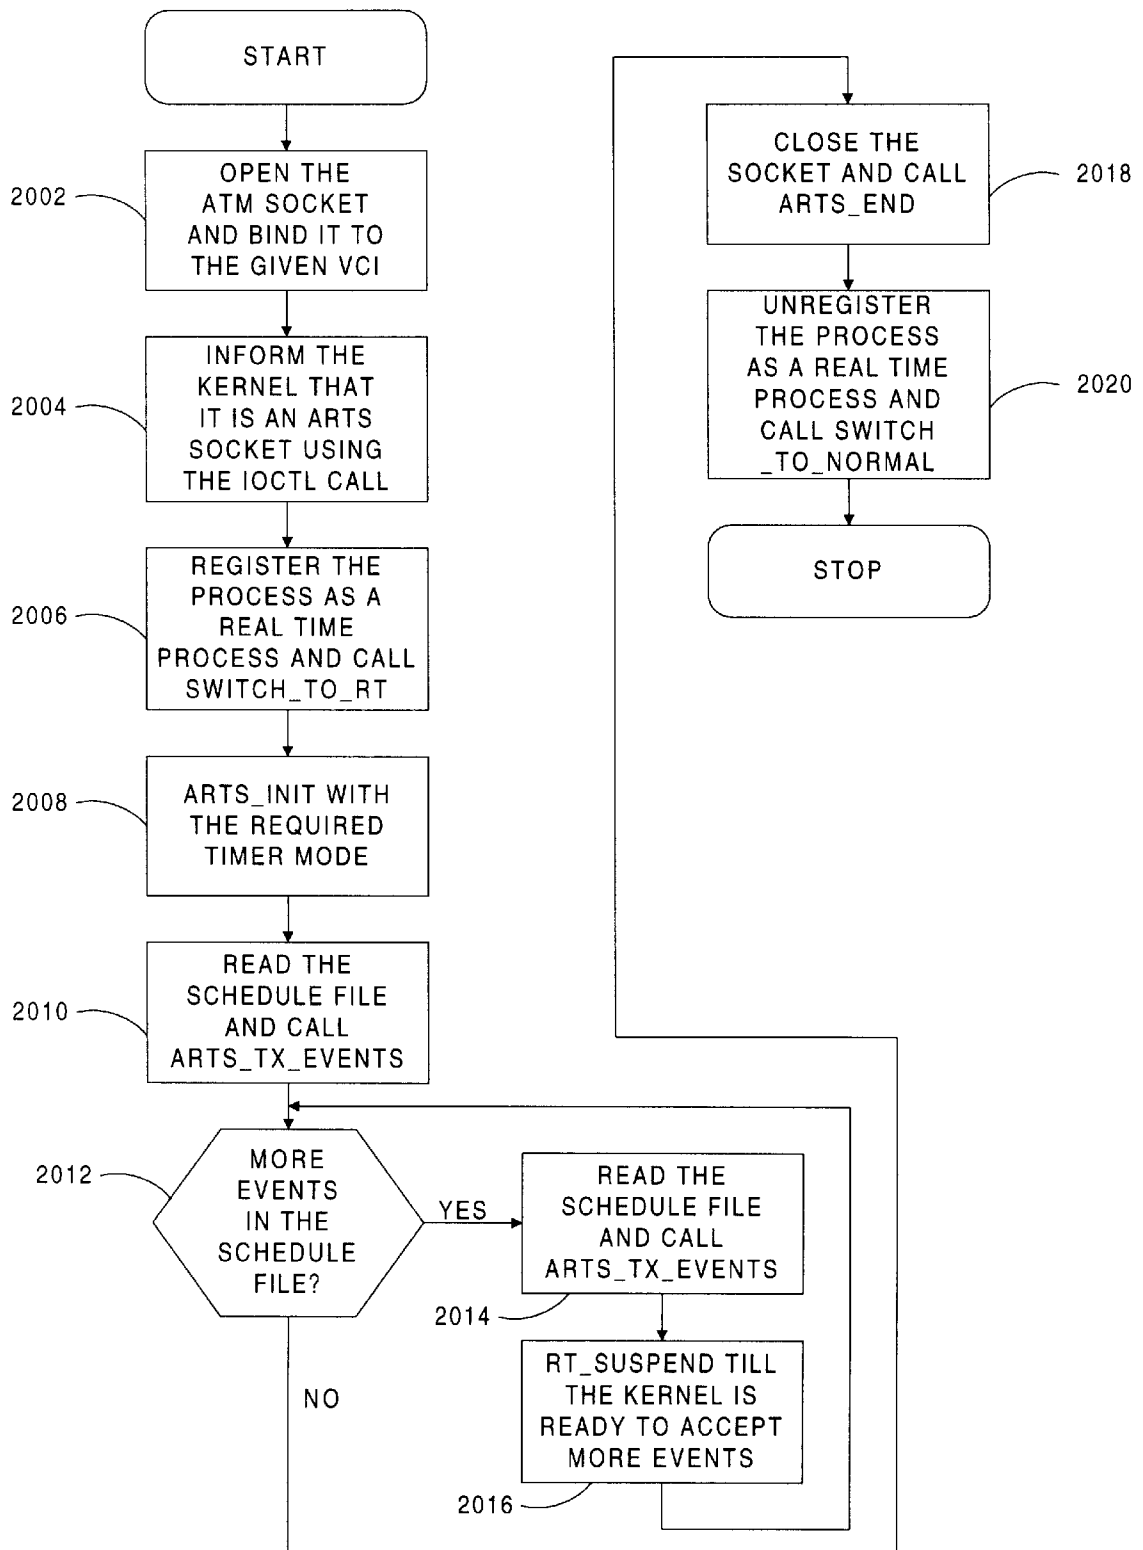 START
2002
OPEN THE
ATM SOCKET
AND BIND IT TO
THE GIVEN VCI
2004
INFORM THE
KERNEL THAT
IT IS AN ARTS
SOCKET USING
THE IOCTL CALL
2006
REGISTER THE
PROCESS AS A
REAL TIME
PROCESS AND CALL
SWITCH_TO_RT
2008
ARTS_INIT WITH
THE REQUIRED
TIMER MODE
2010
READ THE
SCHEDULE FILE
AND CALL
ARTS_TX_EVENTS
2012
MORE
EVENTS
IN THE
SCHEDULE
FILE?
YES
READ THE
SCHEDULE FILE
AND CALL
ARTS_TX_EVENTS
2014
RT_SUSPEND TILL
THE KERNEL IS
READY TO ACCEPT
MORE EVENTS
2016
NO
CLOSE THE
SOCKET AND CALL
ARTS_END
2018
UNREGISTER
THE PROCESS
AS A REAL TIME
PROCESS AND
CALL SWITCH
_TO_NORMAL
2020
STOP